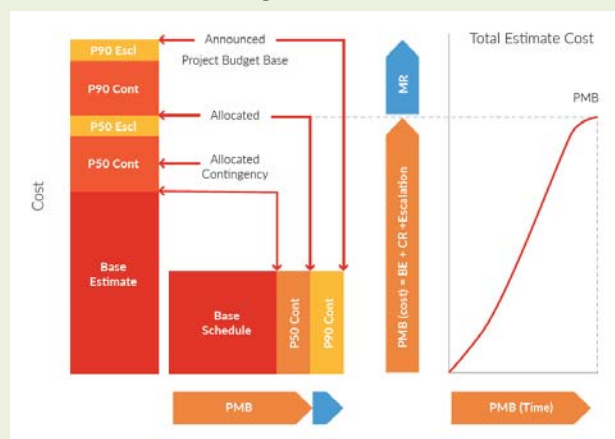 Announced
Project Budget Base
Allocated
Allocated
Contingency
P90 Escl
P90 Cont
P50 Escl
P50 Cont
Base
Estimate
Cost
Base
Schedule
P50 Cont
P90 Cont
PMB
MR
PMB (cost) = BE + CR +Escalation
Total Estimate Cost
PMB
PMB (Time)